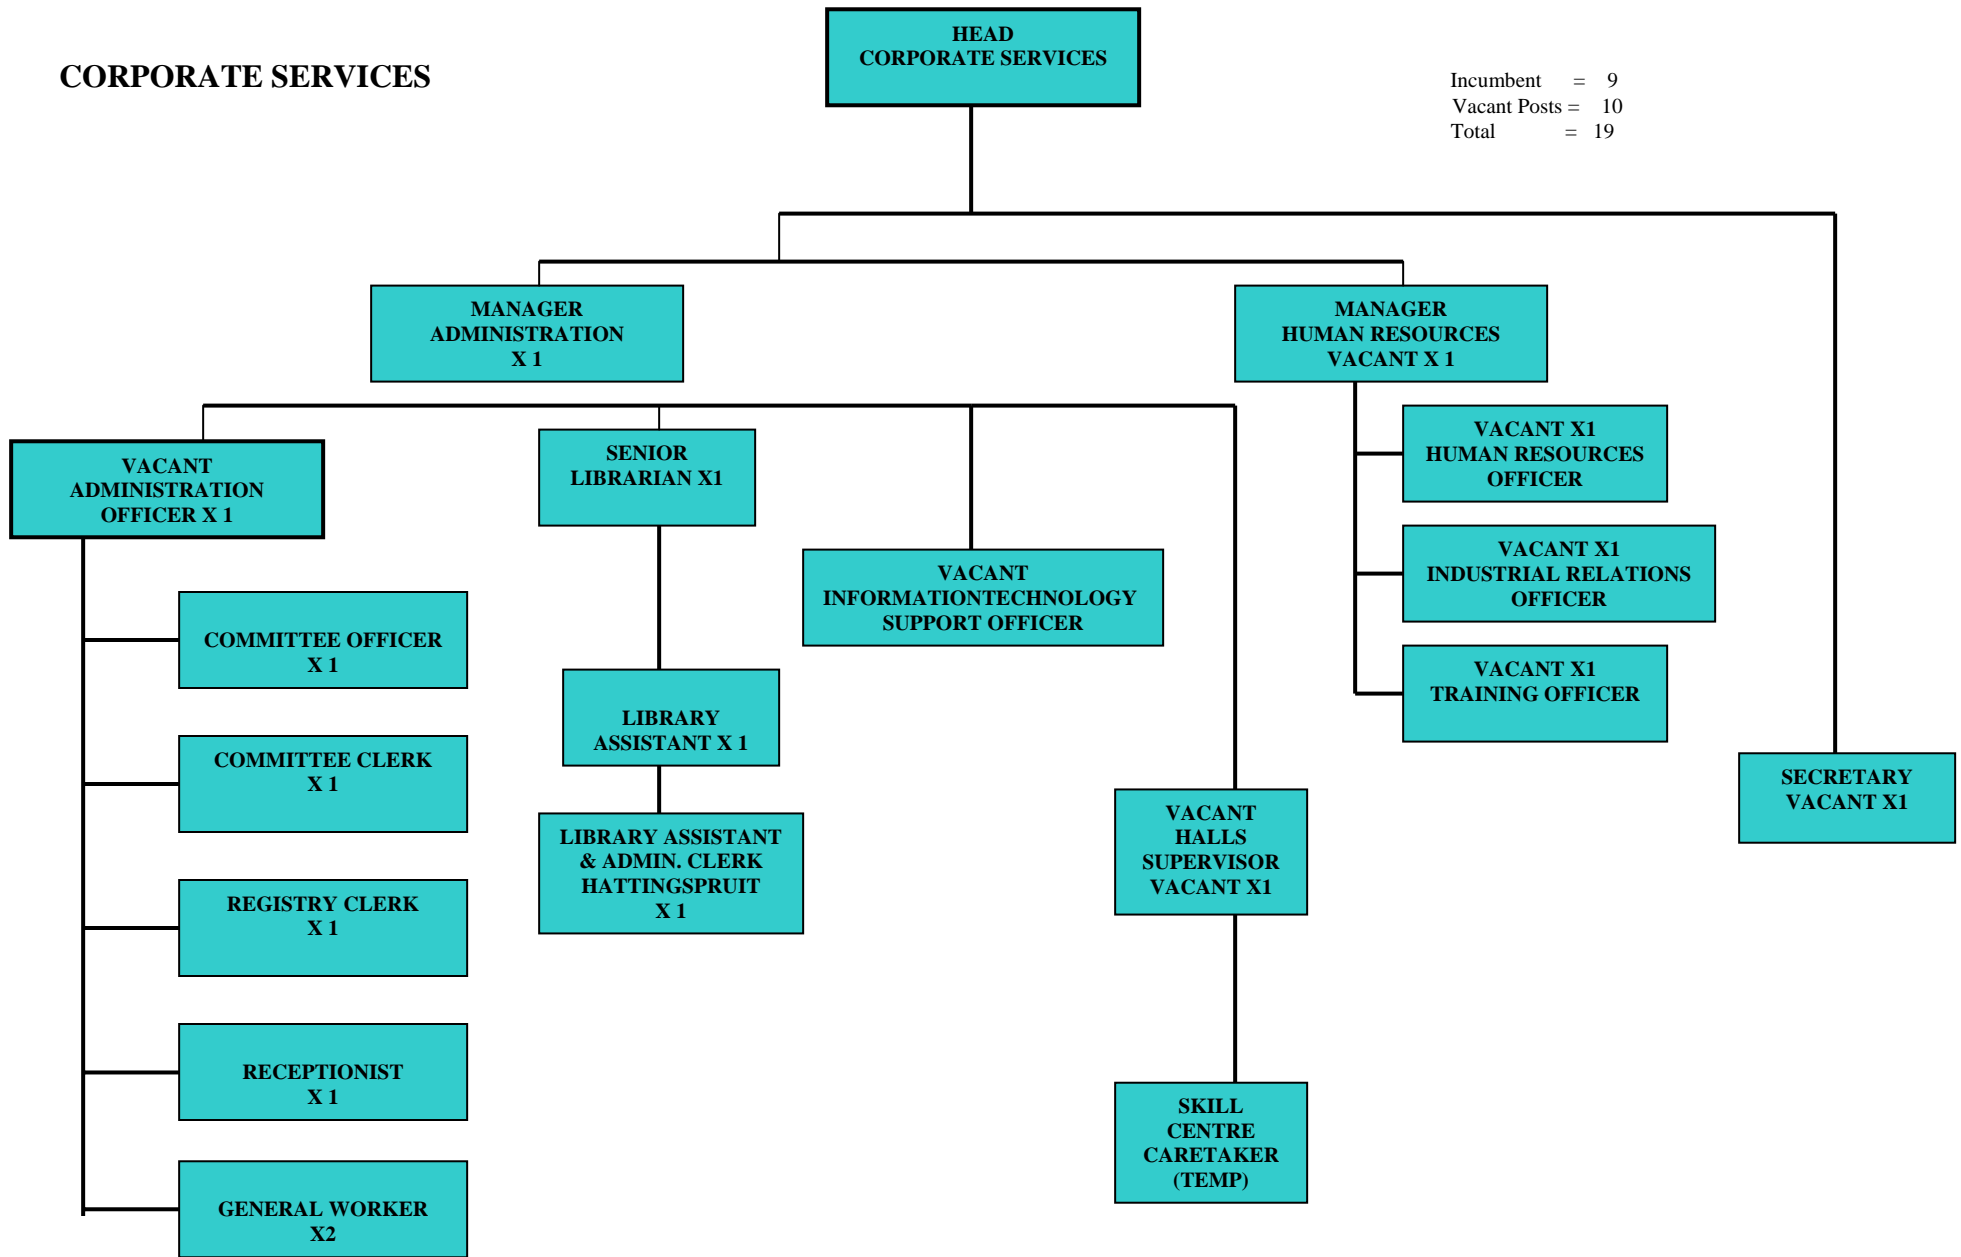 HEAD
CORPORATE SERVICES
CORPORATE SERVICES
Incumbent = 9
Vacant Posts = 10
Total = 19
MANAGER
ADMINISTRATION
X 1
MANAGER
HUMAN RESOURCES
VACANT X 1
VACANT
ADMINISTRATION
OFFICER X 1
SENIOR
LIBRARIAN X1
VACANT
INFORMATIONTECHNOLOGY
SUPPORT OFFICER
VACANT X1
HUMAN RESOURCES
OFFICER
VACANT X1
INDUSTRIAL RELATIONS
OFFICER
VACANT X1
TRAINING OFFICER
COMMITTEE OFFICER
X 1
COMMITTEE CLERK
X 1
REGISTRY CLERK
X 1
RECEPTIONIST
X 1
GENERAL WORKER
X2
LIBRARY
ASSISTANT X 1
LIBRARY ASSISTANT
& ADMIN. CLERK
HATTINGSPRUIT
X 1
VACANT
HALLS
SUPERVISOR
VACANT X1
SKILL
CENTRE
CARETAKER
(TEMP)
SECRETARY
VACANT X1